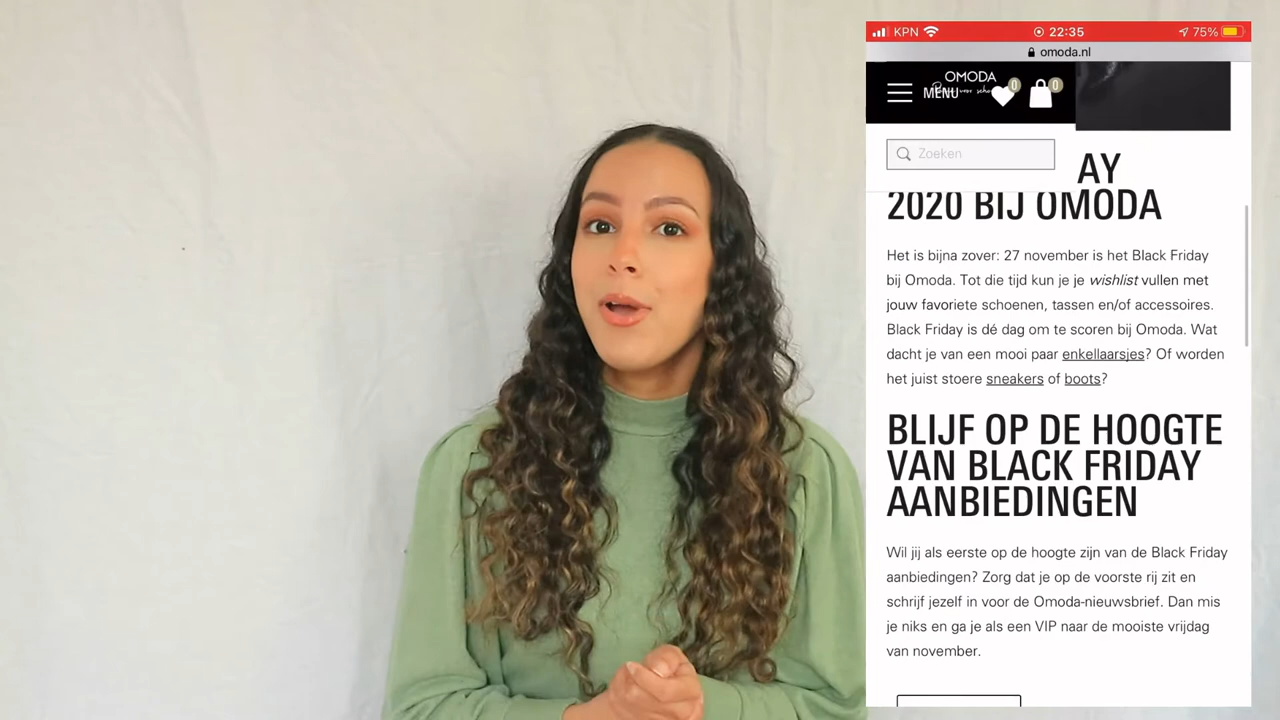 KPN 22:35 75%
omoda.nl
OMODA
MENU
0 0
Zoeken
AY
2020 BIJ OMODA
Het is bijna zover: 27 november is het Black Friday
bij Omoda. Tot die tijd kun je je wishlist vullen met
jouw favoriete schoenen, tassen en/of accessoires.
Black Friday is dé dag om te scoren bij Omoda. Wat
dacht je van een mooi paar enkellaarsjes? Of worden
het juist stoere sneakers of boots?
BLIJF OP DE HOOGTE
VAN BLACK FRIDAY
AANBIEDINGEN
Wil jij als eerste op de hoogte zijn van de Black Friday
aanbiedingen? Zorg dat je op de voorste rij zit en
schrijf jezelf in voor de Omoda-nieuwsbrief. Dan mis
je niks en ga je als een VIP naar de mooiste vrijdag
van november.